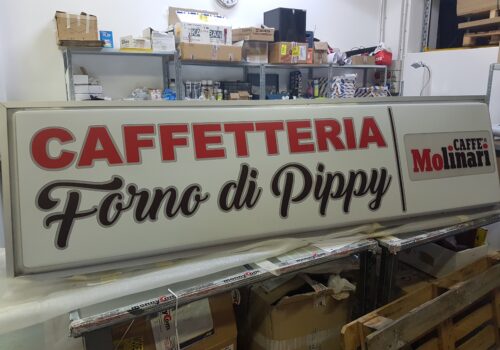 CAFFETTERIA
Forno di Pippy
CAFFÈ
Molinari